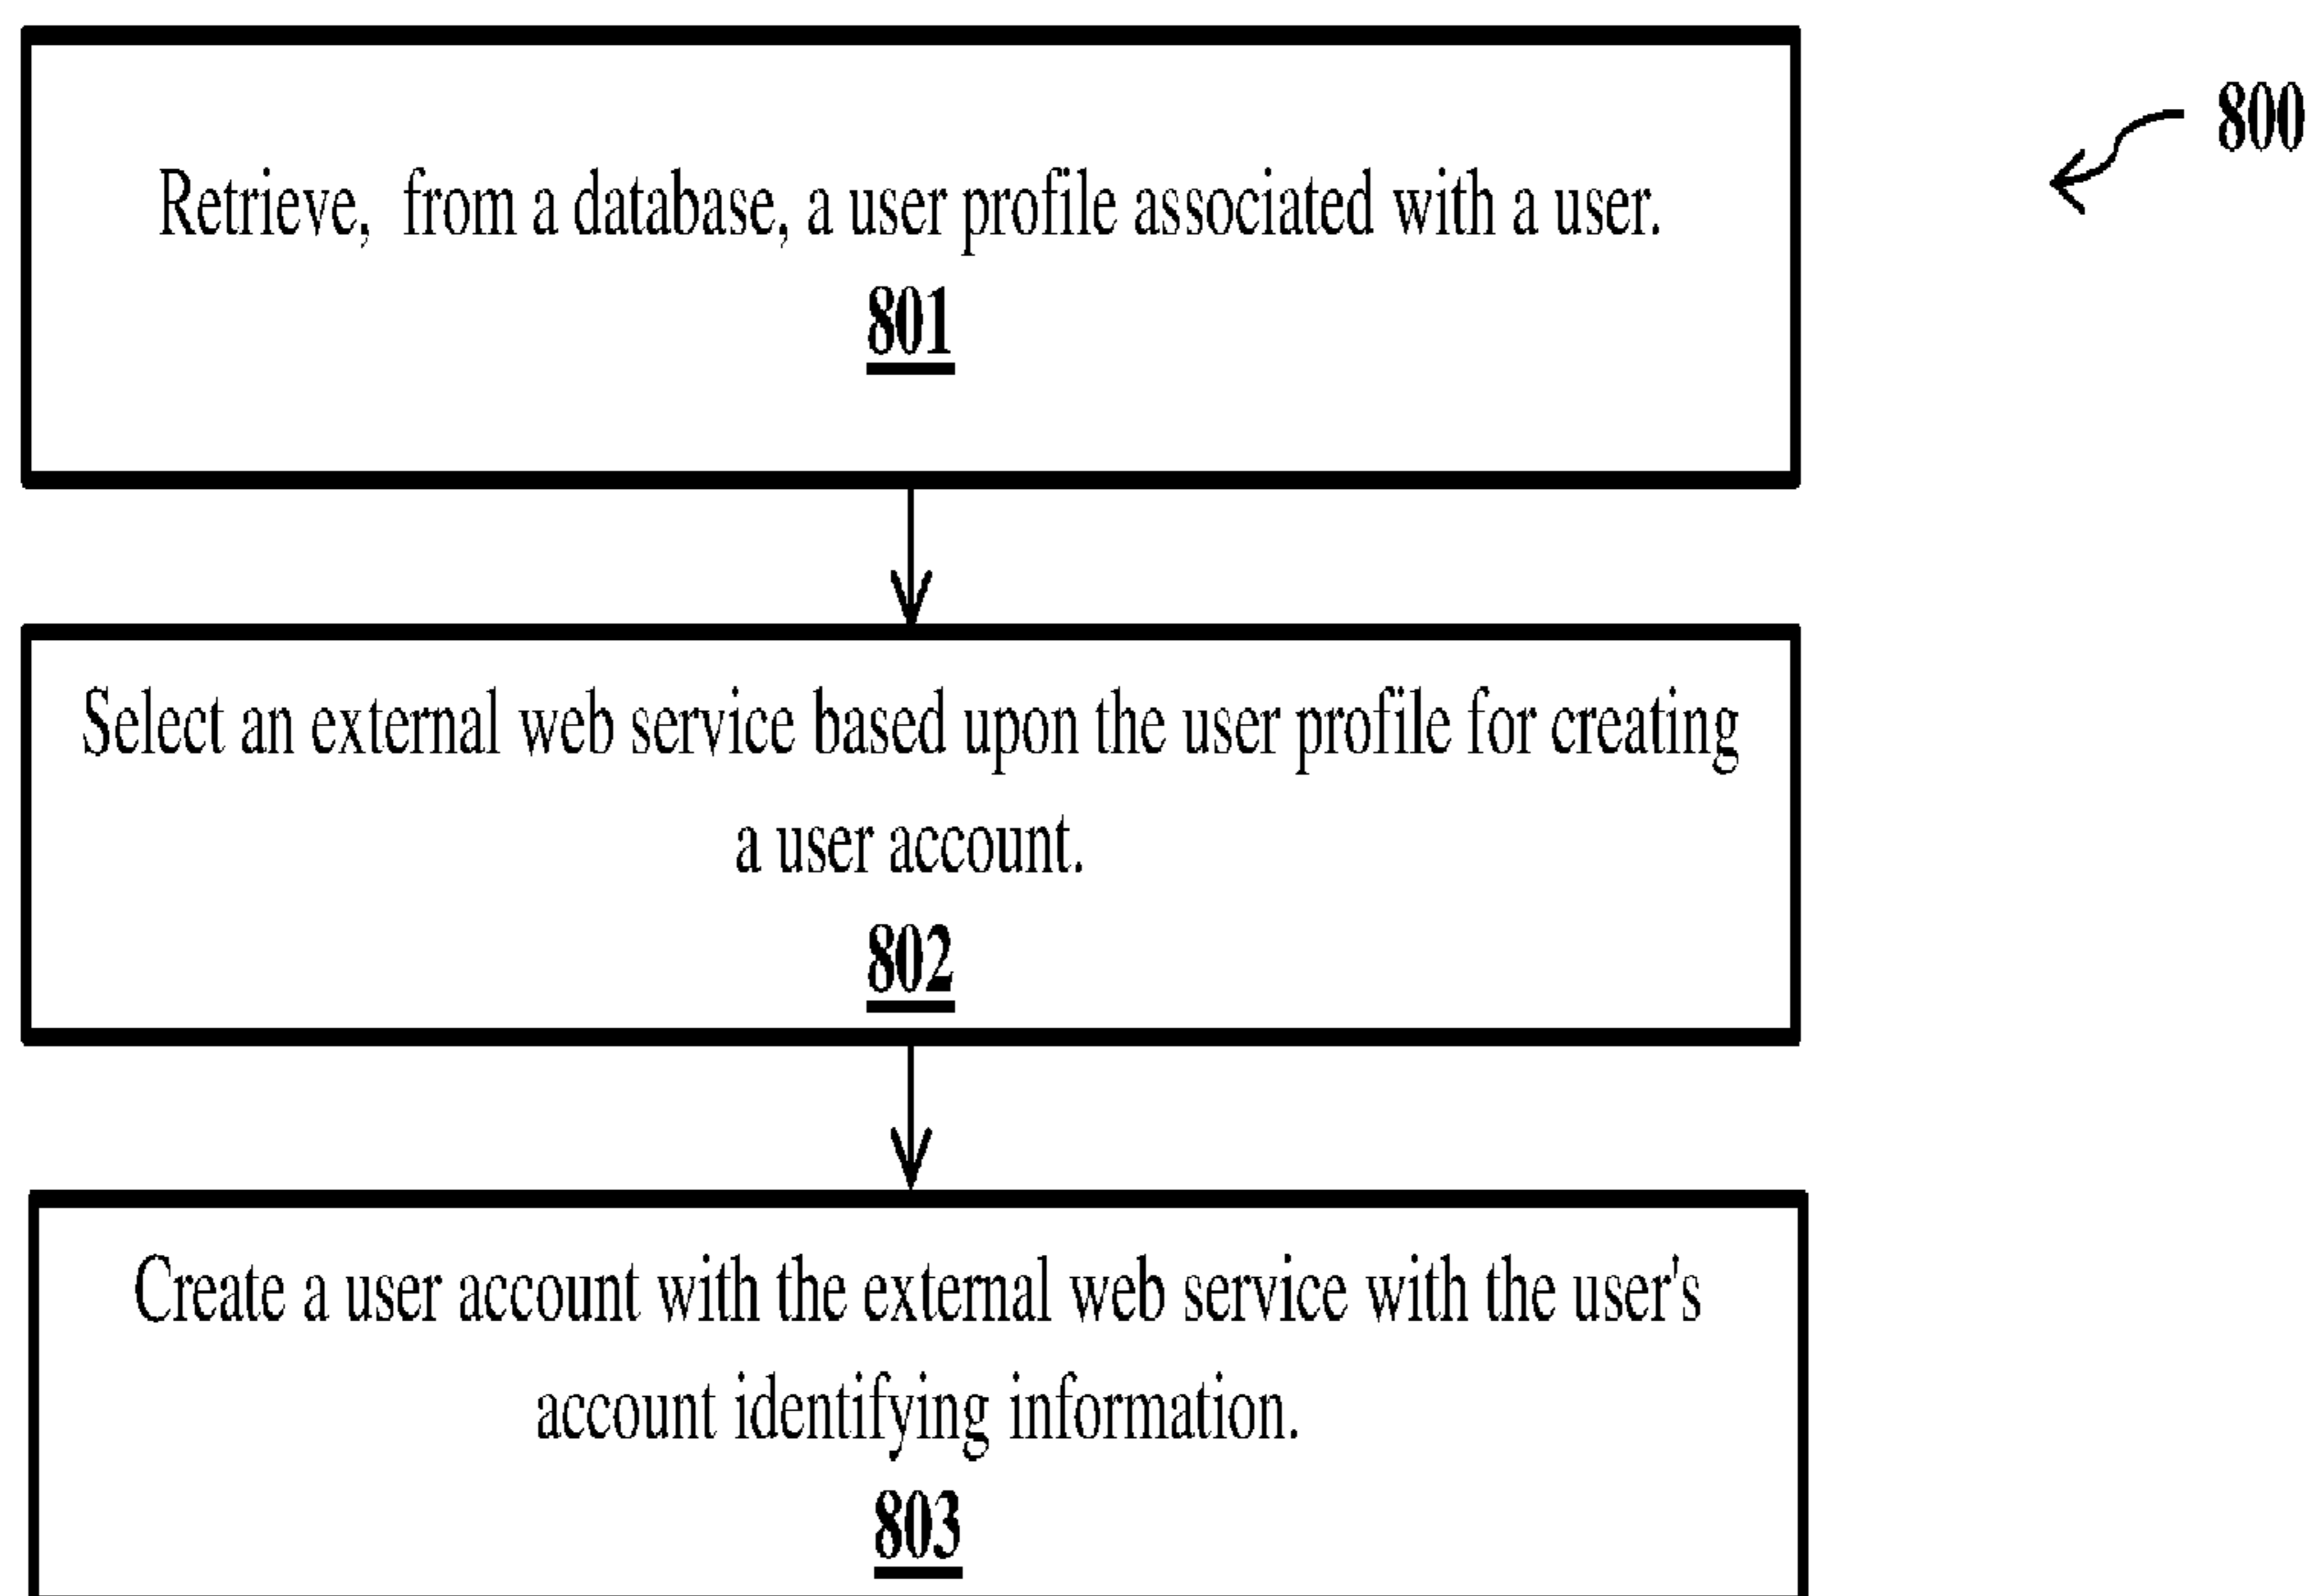 800
Retrieve, from a database, a user profile associated with a user.
801
Select an external web service based upon the user profile for creating
a user account.
802
Create a user account with the external web service with the user's
account identifying information.
803